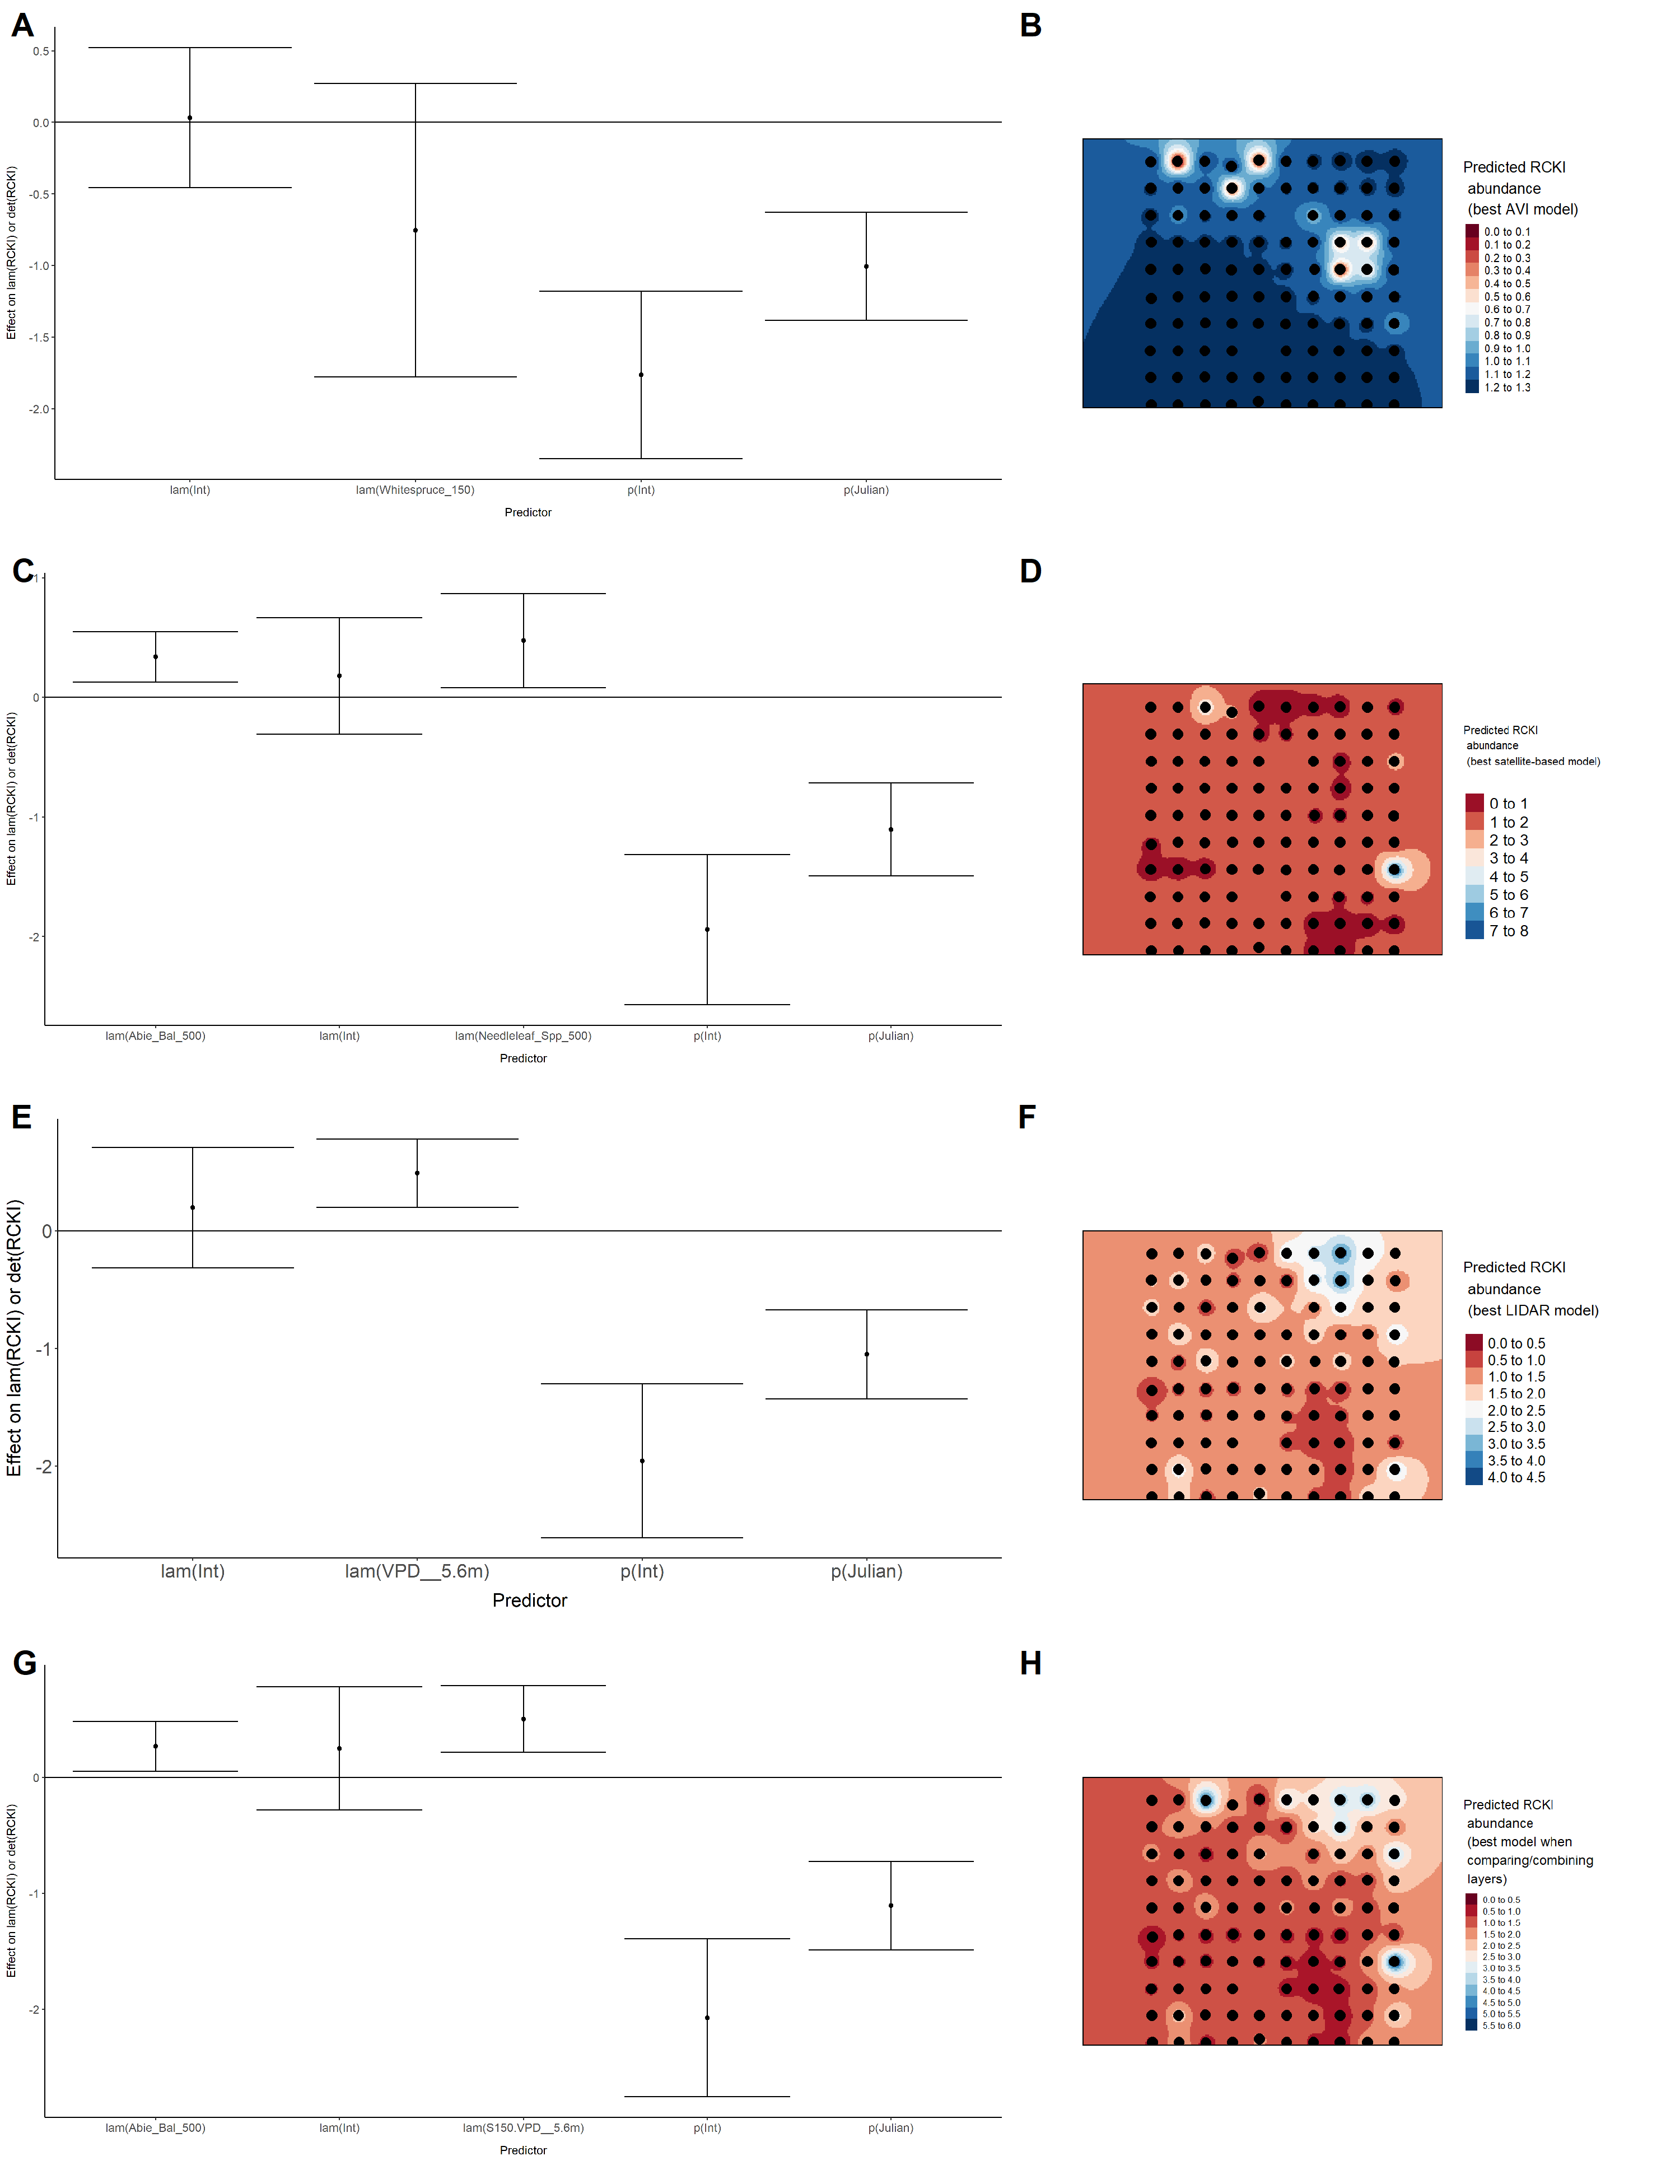 A
0.5
0.0
-0.5
-1.0
-1.5
-2.0
Effect on lam(RCKI) or det(RCKI)
lam(Int) lam(Whitespruce_150) p(Int) p(Julian)
Predictor
B
Predicted RCKI
abundance
(best AVI model)
0.0 to 0.1
0.1 to 0.2
0.2 to 0.3
0.3 to 0.4
0.4 to 0.5
0.5 to 0.6
0.6 to 0.7
0.7 to 0.8
0.8 to 0.9
0.9 to 1.0
1.0 to 1.1
1.1 to 1.2
1.2 to 1.3
C
1
0
-1
-2
Effect on lam(RCKI) or det(RCKI)
lam(Abie_Bal_500) lam(Int) lam(Needleleaf_Spp_500) p(Int) p(Julian)
Predictor
D
Predicted RCKI
abundance
(best satellite-based model)
0 to 1
1 to 2
2 to 3
3 to 4
4 to 5
5 to 6
6 to 7
7 to 8
E
0
-1
-2
Effect on lam(RCKI) or det(RCKI)
lam(Int) lam(VPD__5.6m) p(Int) p(Julian)
Predictor
F
Predicted RCKI
abundance
(best LIDAR model)
0.0 to 0.5
0.5 to 1.0
1.0 to 1.5
1.5 to 2.0
2.0 to 2.5
2.5 to 3.0
3.0 to 3.5
3.5 to 4.0
4.0 to 4.5
G
0
-1
-2
Effect on lam(RCKI) or det(RCKI)
lam(Abie_Bal_500) lam(Int) lam(S150.VPD__5.6m) p(Int) p(Julian)
Predictor
H
Predicted RCKI
abundance
(best model when
comparing/combining
layers)
0.0 to 0.5
0.5 to 1.0
1.0 to 1.5
1.5 to 2.0
2.0 to 2.5
2.5 to 3.0
3.0 to 3.5
3.5 to 4.0
4.0 to 4.5
4.5 to 5.0
5.0 to 5.5
5.5 to 6.0